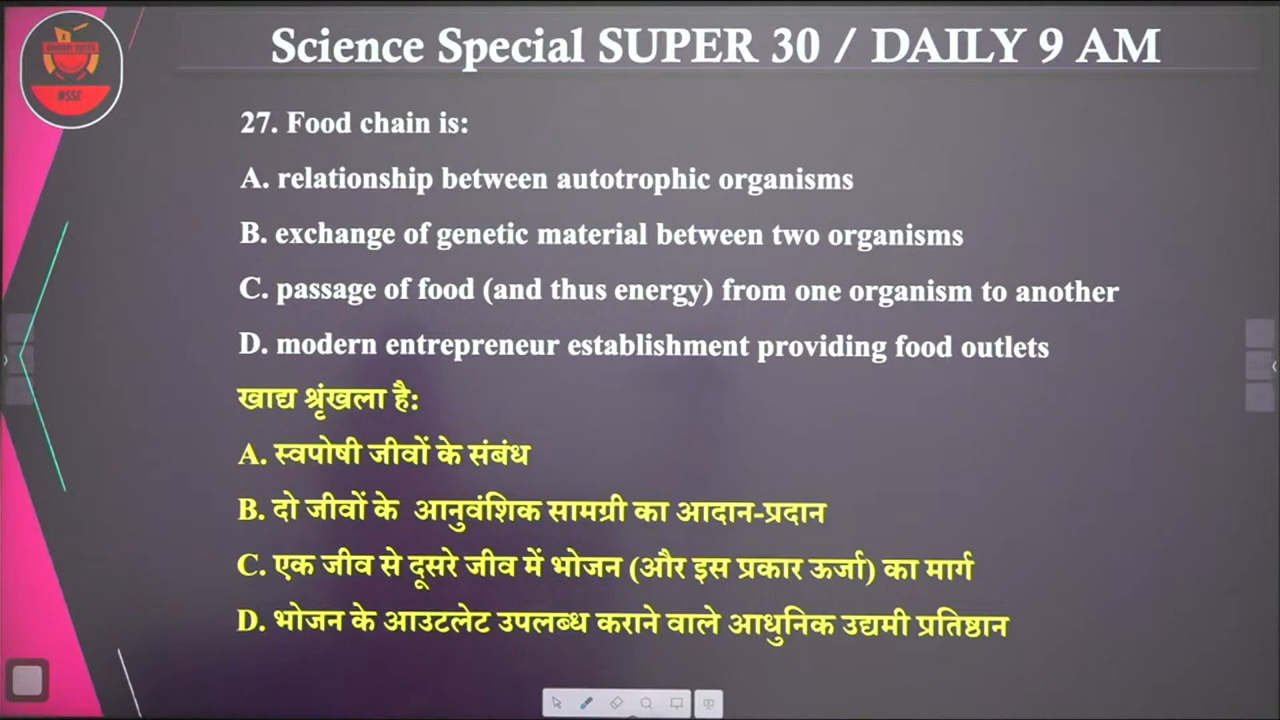 Science Special SUPER 30 / DAILY 9 AM
#SSC
27. Food chain is:
A. relationship between autotrophic organisms
B. exchange of genetic material between two organisms
C. passage of food (and thus energy) from one organism to another
D. modern entrepreneur establishment providing food outlets
खाद्य श्रृंखला है:
A. स्वपोषी जीवों के संबंध
B. दो जीवों के आनुवंशिक सामग्री का आदान-प्रदान
C. एक जीव से दूसरे जीव में भोजन (और इस प्रकार ऊर्जा) का मार्ग
D. भोजन के आउटलेट उपलब्ध कराने वाले आधुनिक उद्यमी प्रतिष्ठान